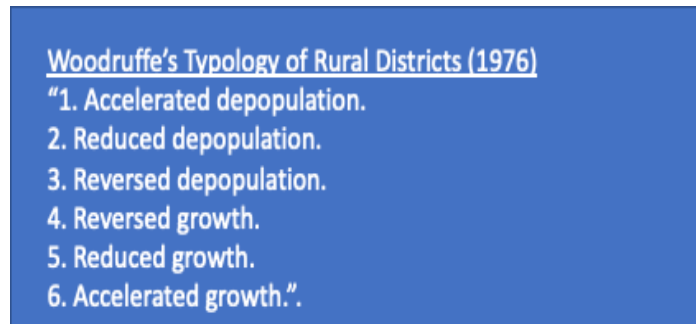 Woodruffe's Typology of Rural Districts (1976)
“1. Accelerated depopulation.
2. Reduced depopulation.
3. Reversed depopulation.
4. Reversed growth.
5. Reduced growth.
6. Accelerated growth.”.